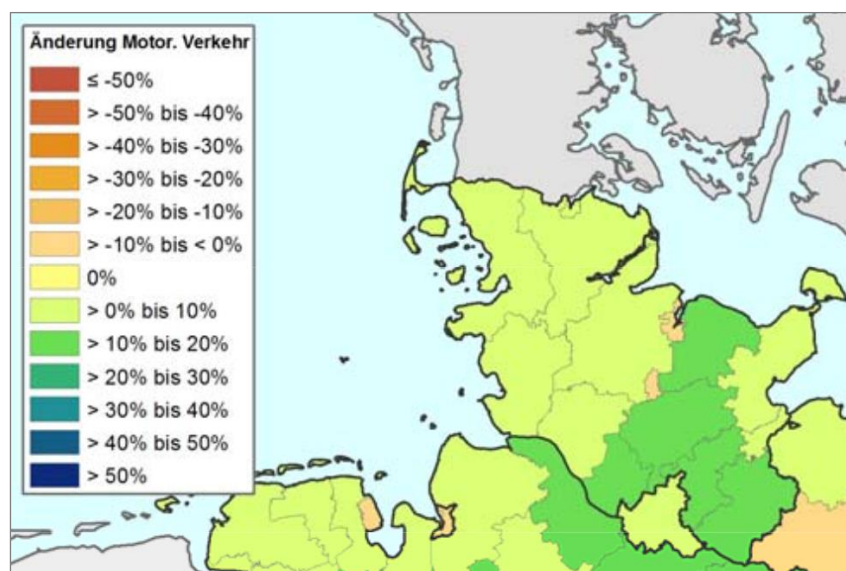 Änderung Motor. Verkehr
≤ -50%
> -50% bis -40%
> -40% bis -30%
> -30% bis -20%
> -20% bis -10%
> -10% bis < 0%
0%
> 0% bis 10%
> 10% bis 20%
> 20% bis 30%
> 30% bis 40%
> 40% bis 50%
> 50%